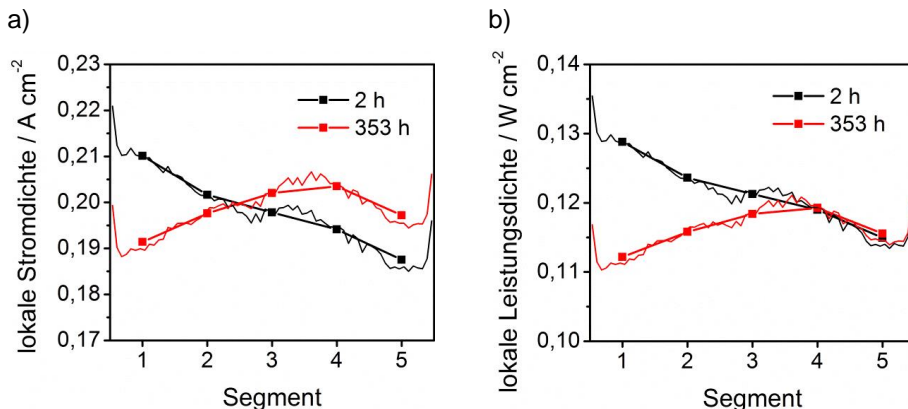 a)
lokale Stromdichte / A cm⁻²
0,23
0,22
0,21
0,20
0,19
0,18
0,17
2 h
353 h
1 2 3 4 5
Segment
b)
lokale Leistungsdichte / W cm⁻²
0,14
0,13
0,12
0,11
0,10
2 h
353 h
1 2 3 4 5
Segment